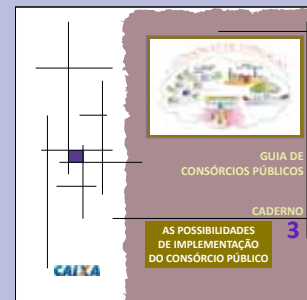 GUIA DE
CONSÓRCIOS PÚBLICOS
CADERNO
3
AS POSSIBILIDADES
DE IMPLEMENTAÇÃO
DO CONSÓRCIO PÚBLICO
CAIXA